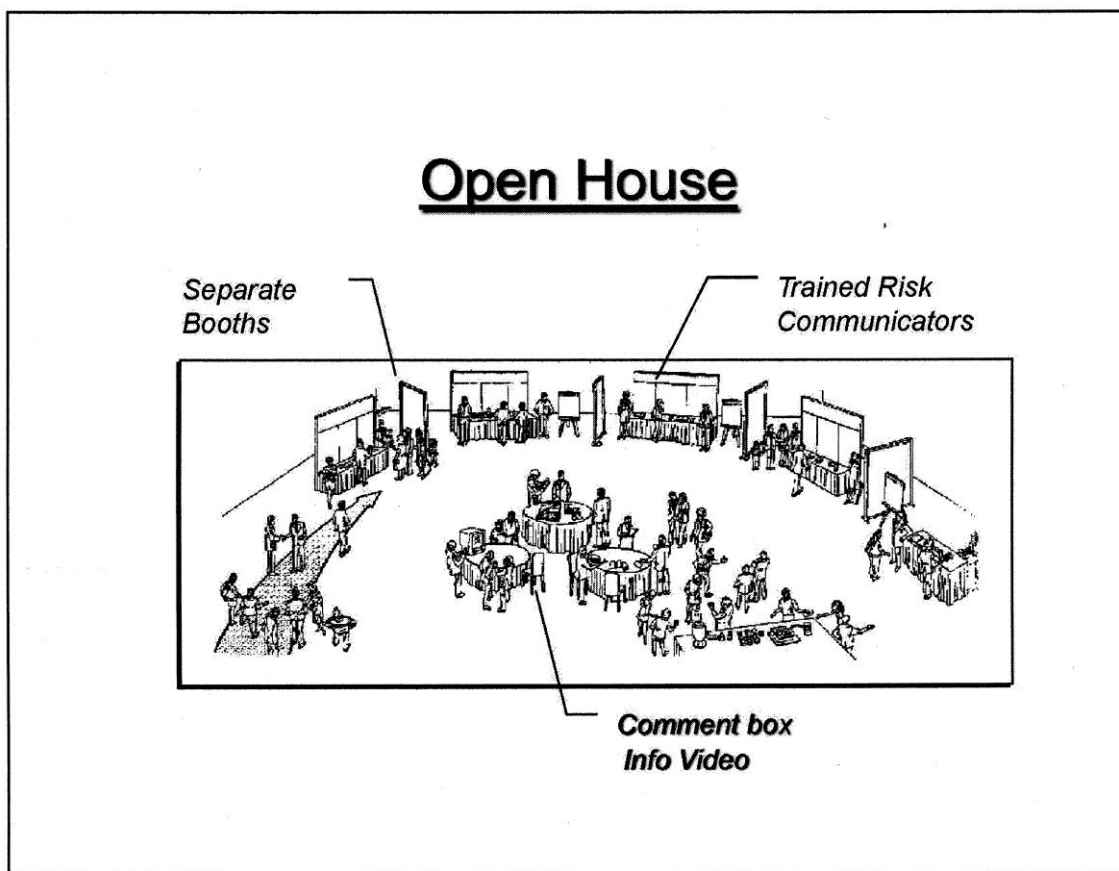 Open House
Separate
Booths
Trained Risk
Communicators
Comment box
Info Video